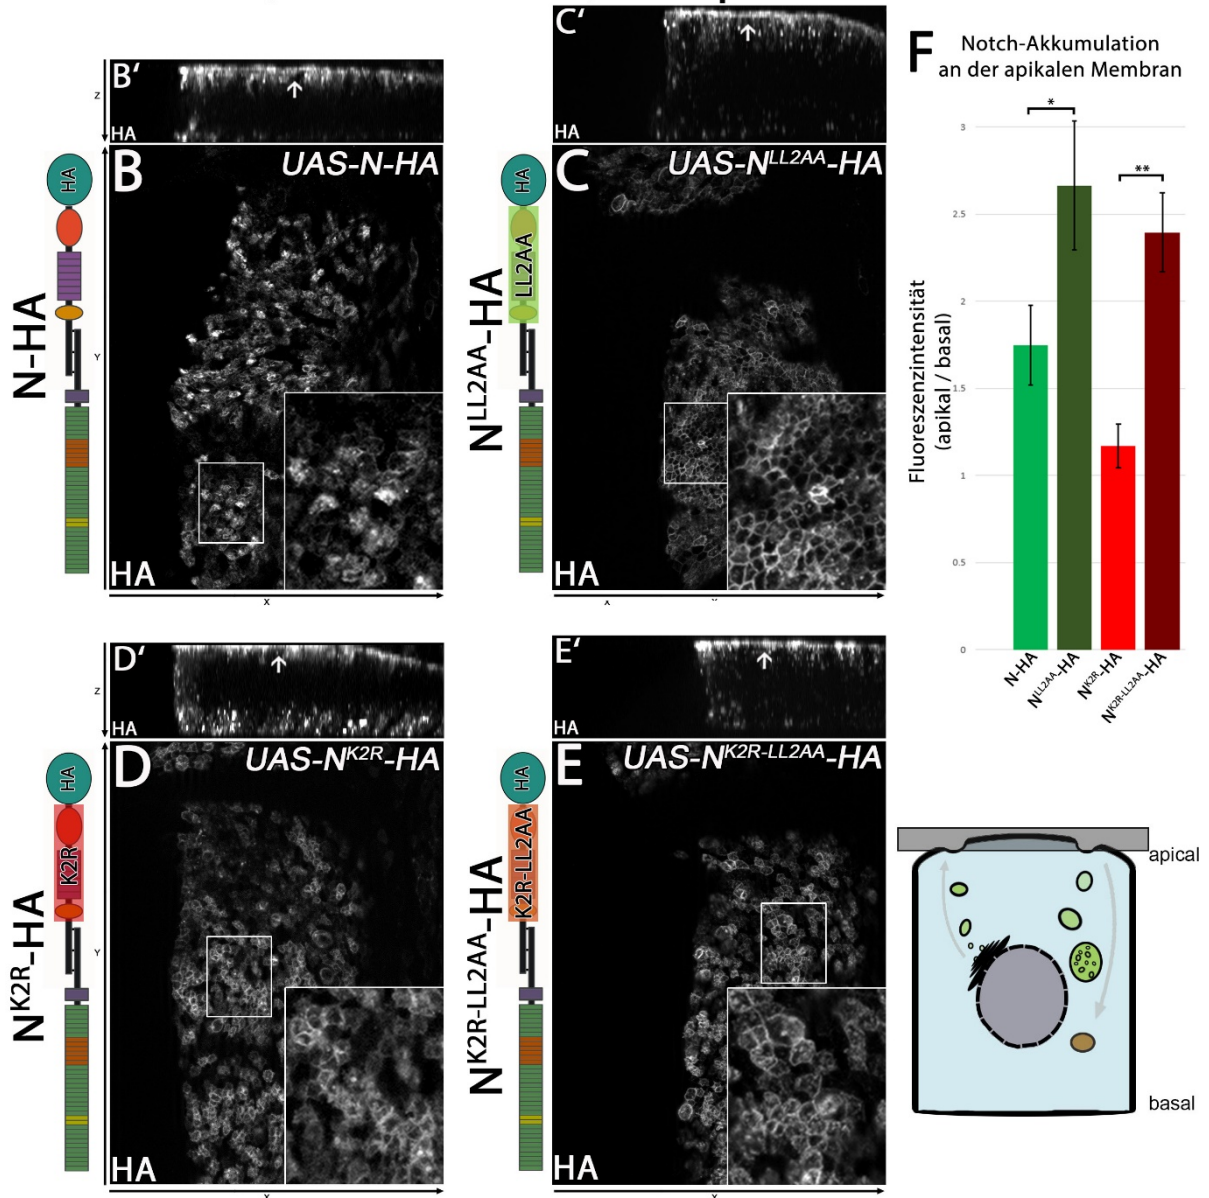 B'
Z
HA
HA
N-HA
B
UAS-N-HA
Y
HA
X
C'
HA
HA
LL2AA
N^LL2AA-HA
C
UAS-N^LL2AA-HA
HA
F
Notch-Akkumulation
an der apikalen Membran
Fluoreszenzintensität
(apikal / basal)
3
2.5
2
1.5
1
0.5
0
*
**
N-HA
N^LL2AA-HA
N^K2R-HA
N^K2R-LL2AA-HA
D'
Z
HA
HA
K2R
N^K2R-HA
D
UAS-N^K2R-HA
Y
HA
X
E'
HA
HA
K2R-LL2AA
N^K2R-LL2AA-HA
E
UAS-N^K2R-LL2AA-HA
HA
X
apical
basal